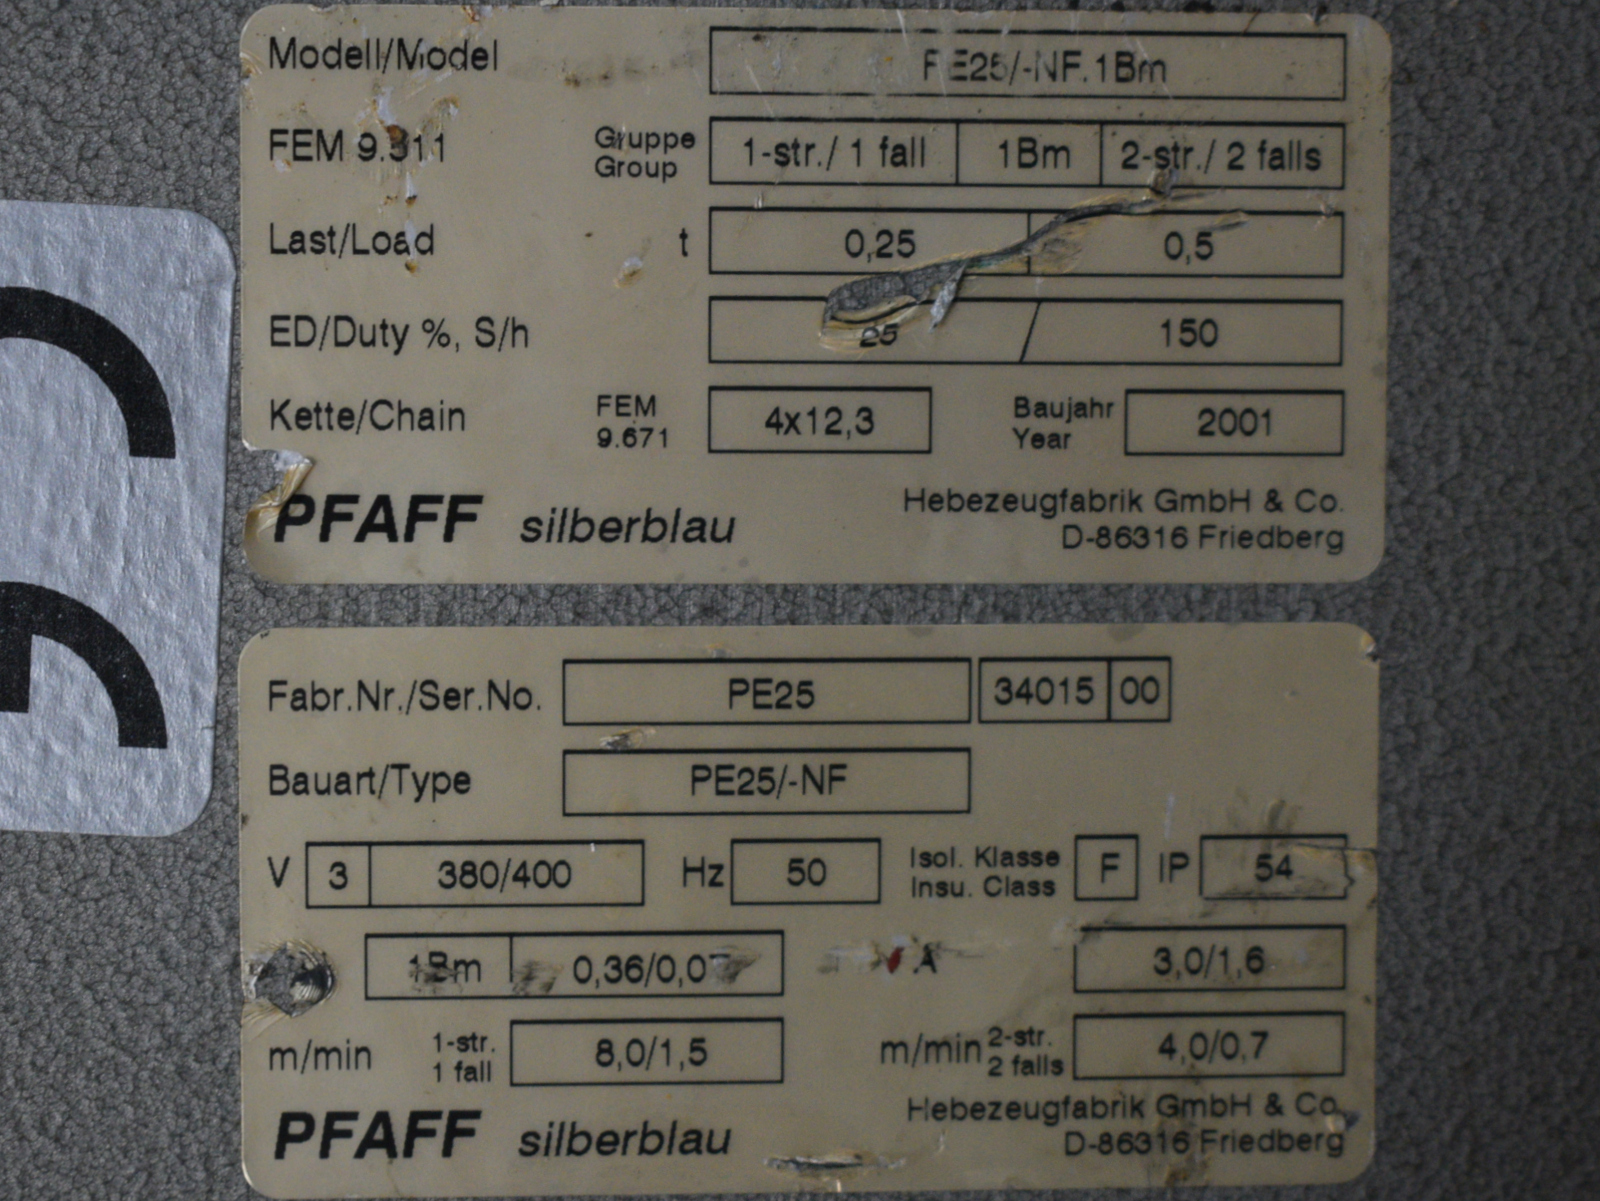 Modell/Model PE25/-NF.1Bm
FEM 9.511 Gruppe Group 1-str./ 1 fall 1Bm 2-str./ 2 falls
Last/Load t 0,25 0,5
ED/Duty %, S/h 25 / 150
Kette/Chain FEM 9.671 4x12,3 Baujahr Year 2001
PFAFF silberblau Hebezeugfabrik GmbH & Co.
D-86316 Friedberg
Fabr.Nr./Ser.No. PE25 34015 00
Bauart/Type PE25/-NF
V 3 380/400 Hz 50 Isol. Klasse Insu. Class F IP 54
1Bm A 3,0/1,6
m/min 1-str. 1 fall 8,0/1,5 m/min 2-str. 2 falls 4,0/0,7
PFAFF silberblau Hebezeugfabrik GmbH & Co.
D-86316 Friedberg